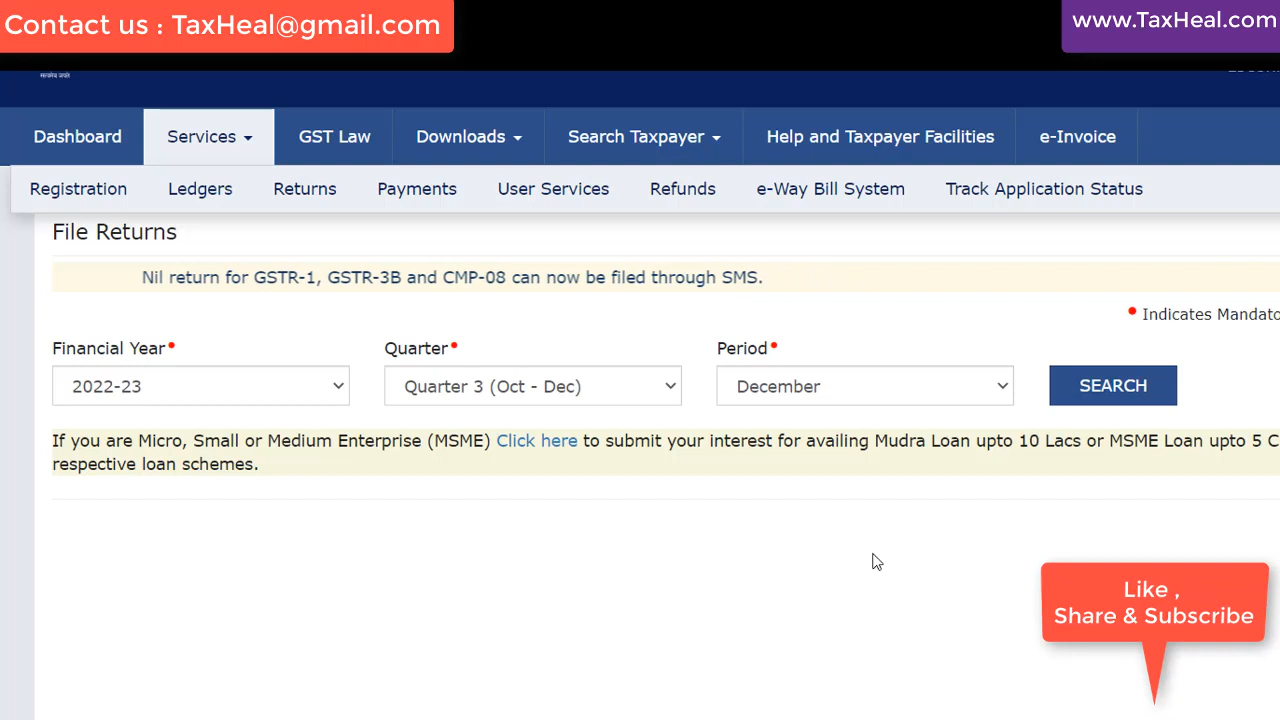 Contact us : TaxHeal@gmail.com
www.TaxHeal.com
सत्यमेव जयते
Dashboard
Services
GST Law
Downloads
Search Taxpayer
Help and Taxpayer Facilities
e-Invoice
Registration
Ledgers
Returns
Payments
User Services
Refunds
e-Way Bill System
Track Application Status
File Returns
Nil return for GSTR-1, GSTR-3B and CMP-08 can now be filed through SMS.
• Indicates Mandato
Financial Year•
Quarter•
Period•
2022-23
Quarter 3 (Oct - Dec)
December
SEARCH
If you are Micro, Small or Medium Enterprise (MSME) Click here to submit your interest for availing Mudra Loan upto 10 Lacs or MSME Loan upto 5 C
respective loan schemes.
Like ,
Share & Subscribe